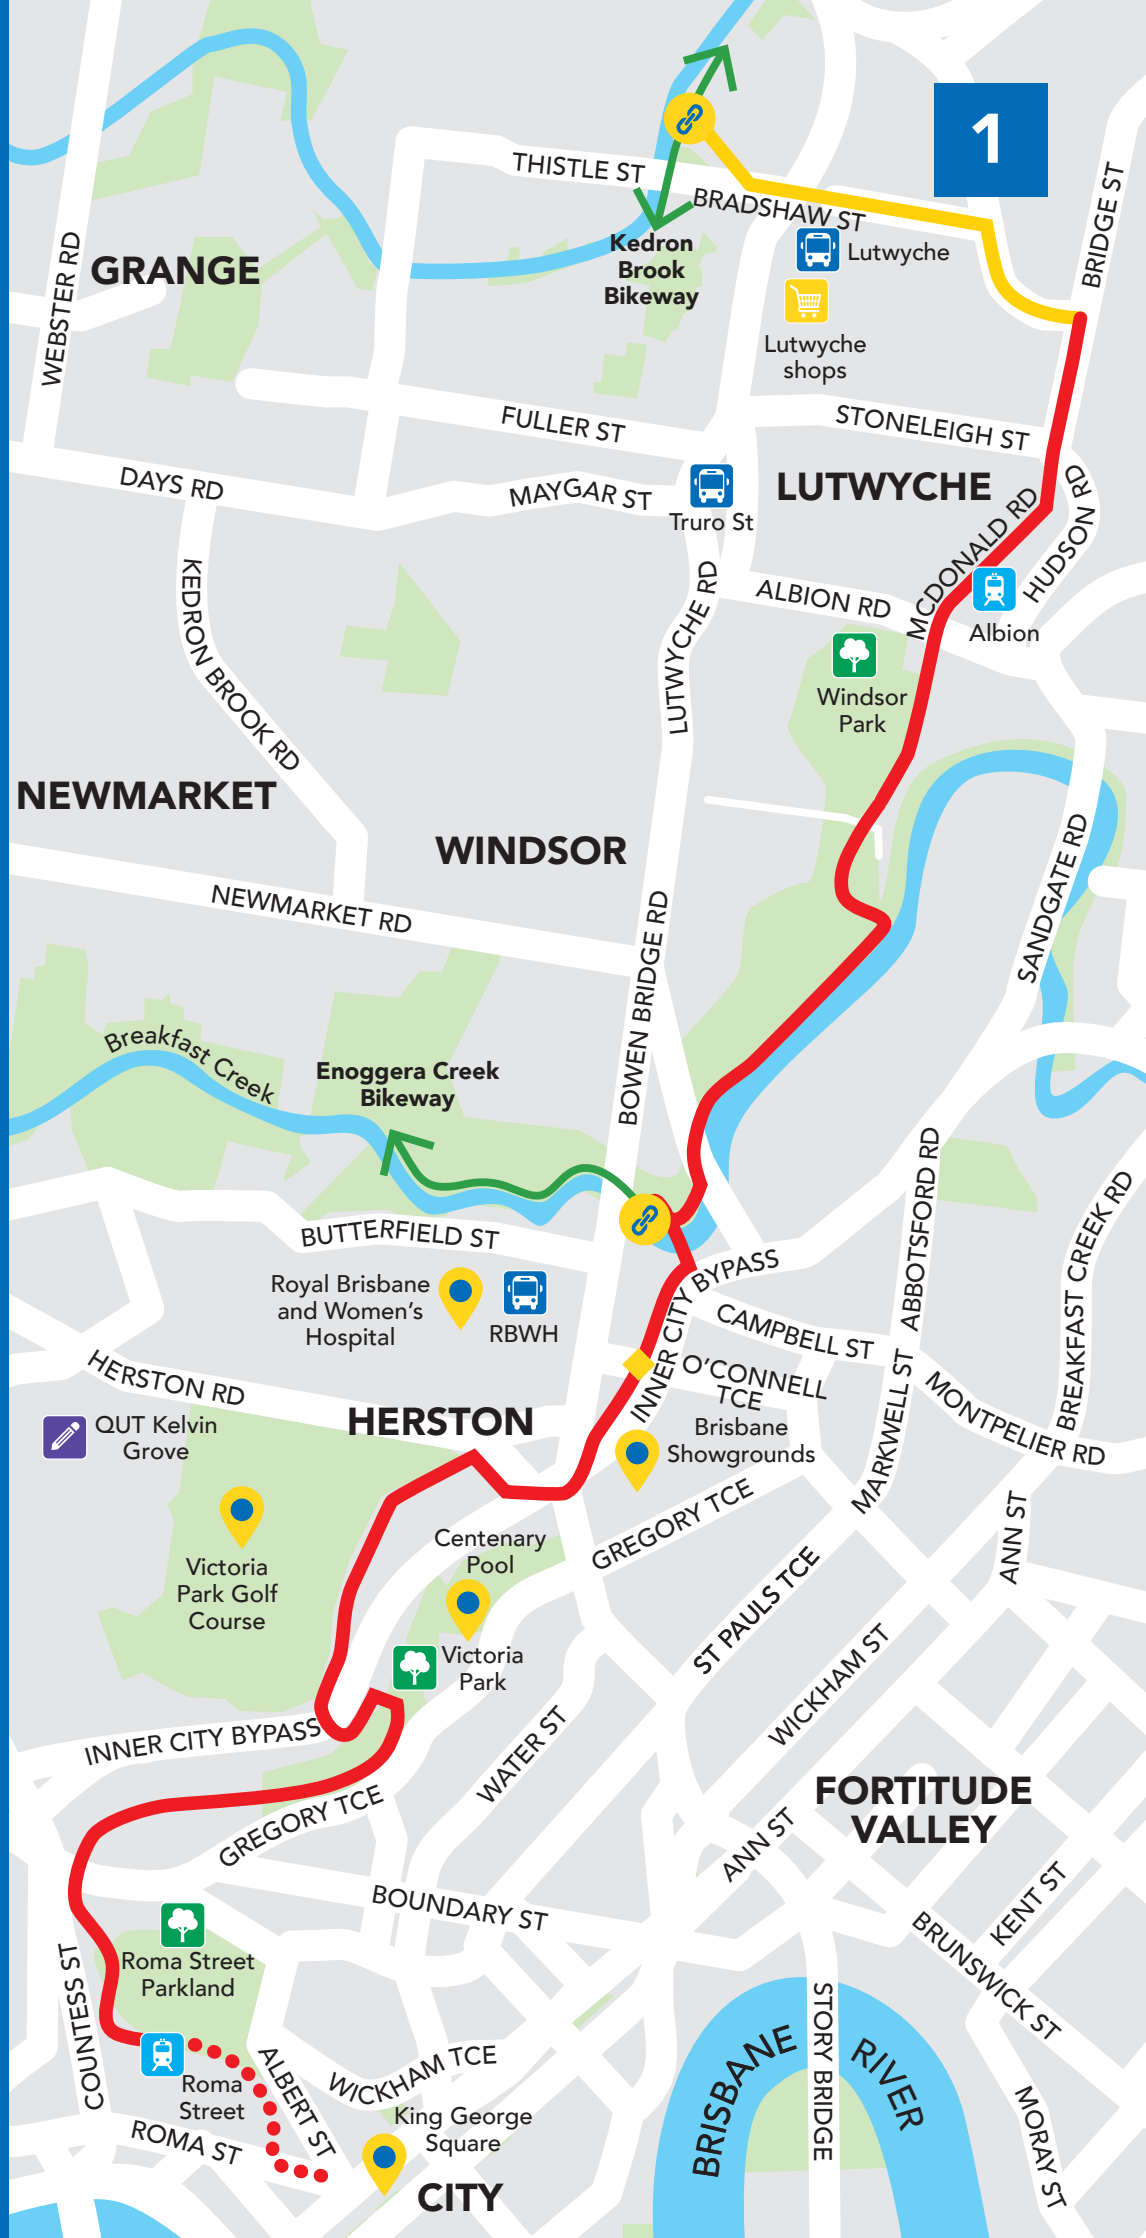 1
THISTLE ST
BRADSHAW ST
BRIDGE ST
Kedron
Brook
Bikeway
Lutwyche
WEBSTER RD
GRANGE
Lutwyche
shops
FULLER ST
STONELEIGH ST
DAYS RD
MAYGAR ST
LUTWYCHE
Truro St
HUDSON RD
MCDONALD RD
KEDRON BROOK RD
LUTWYCHE RD
ALBION RD
Albion
Windsor
Park
NEWMARKET
WINDSOR
SANDGATE RD
NEWMARKET RD
BOWEN BRIDGE RD
Breakfast Creek
Enoggera Creek
Bikeway
ABBOTSFORD RD
BREAKFAST CREEK RD
BUTTERFIELD ST
INNER CITY BYPASS
Royal Brisbane
and Women's
Hospital
RBWH
CAMPBELL ST
HERSTON RD
O'CONNELL
TCE
MARKWELL ST
MONTPELIER RD
QUT Kelvin
Grove
HERSTON
Brisbane
Showgrounds
GREGORY TCE
ANN ST
Centenary
Pool
Victoria
Park Golf
Course
ST PAULS TCE
WICKHAM ST
Victoria
Park
INNER CITY BYPASS
WATER ST
FORTITUDE
VALLEY
GREGORY TCE
ANN ST
BOUNDARY ST
KENT ST
BRUNSWICK ST
Roma Street
Parkland
COUNTESS ST
STORY BRIDGE
BRISBANE
RIVER
Roma
Street
ALBERT ST
WICKHAM TCE
MORAY ST
ROMA ST
King George
Square
CITY